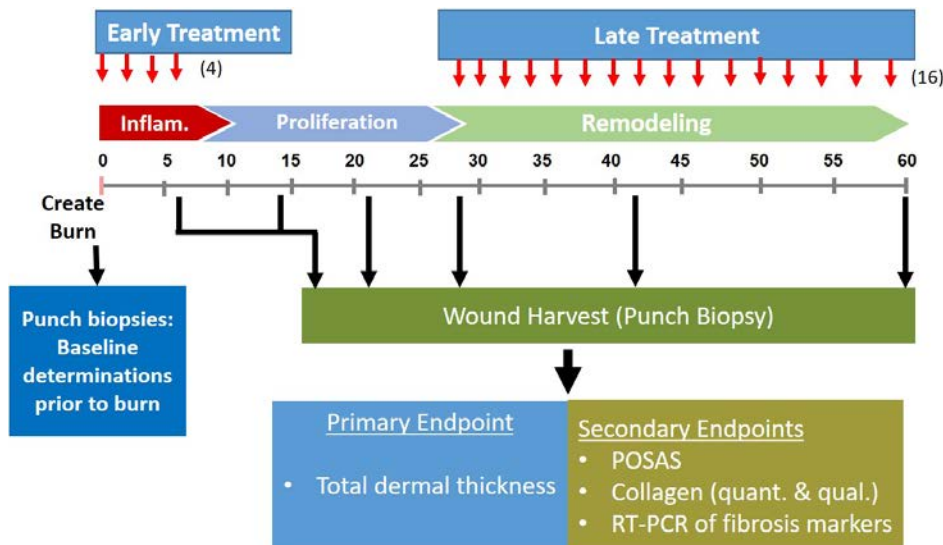 Early Treatment
(4)
Late Treatment
(16)
Inflam.
Proliferation
Remodeling
0 5 10 15 20 25 30 35 40 45 50 55 60
Create
Burn
Punch biopsies:
Baseline
determinations
prior to burn
Wound Harvest (Punch Biopsy)
Primary Endpoint
• Total dermal thickness
Secondary Endpoints
• POSAS
• Collagen (quant. & qual.)
• RT-PCR of fibrosis markers